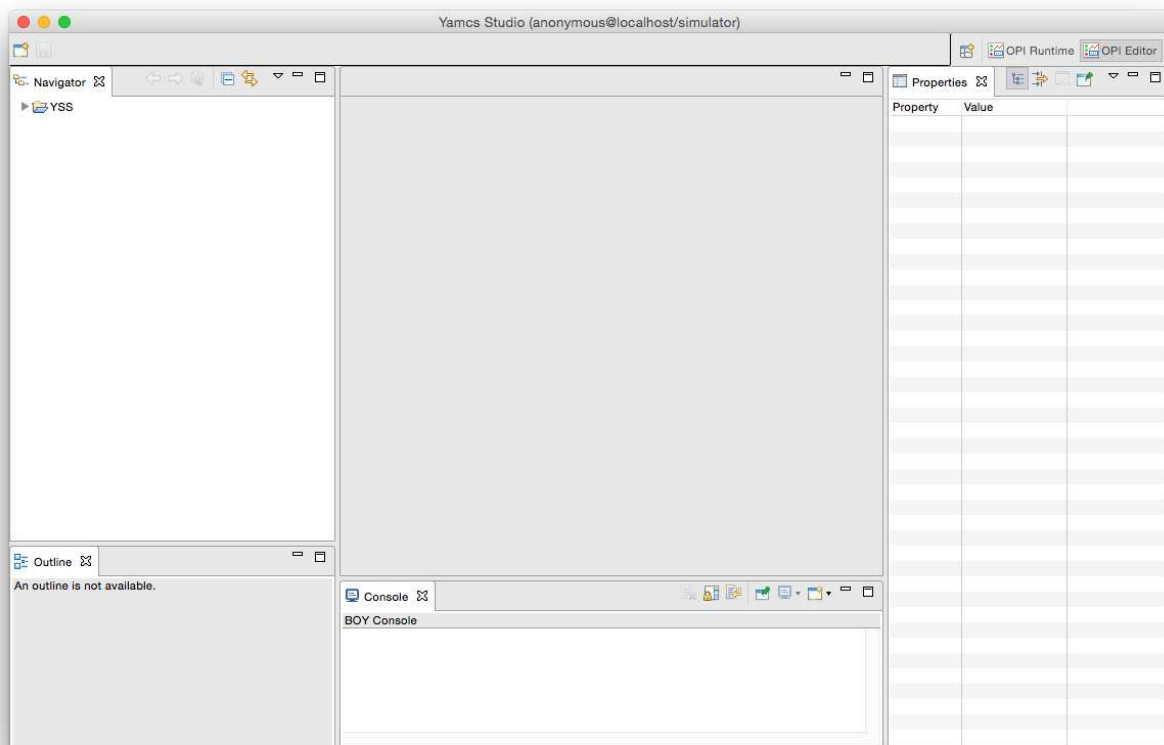 Yamcs Studio (anonymous@localhost/simulator)
OPI Runtime
OPI Editor
Navigator
YSS
Properties
Property Value
Outline
An outline is not available.
Console
BOY Console